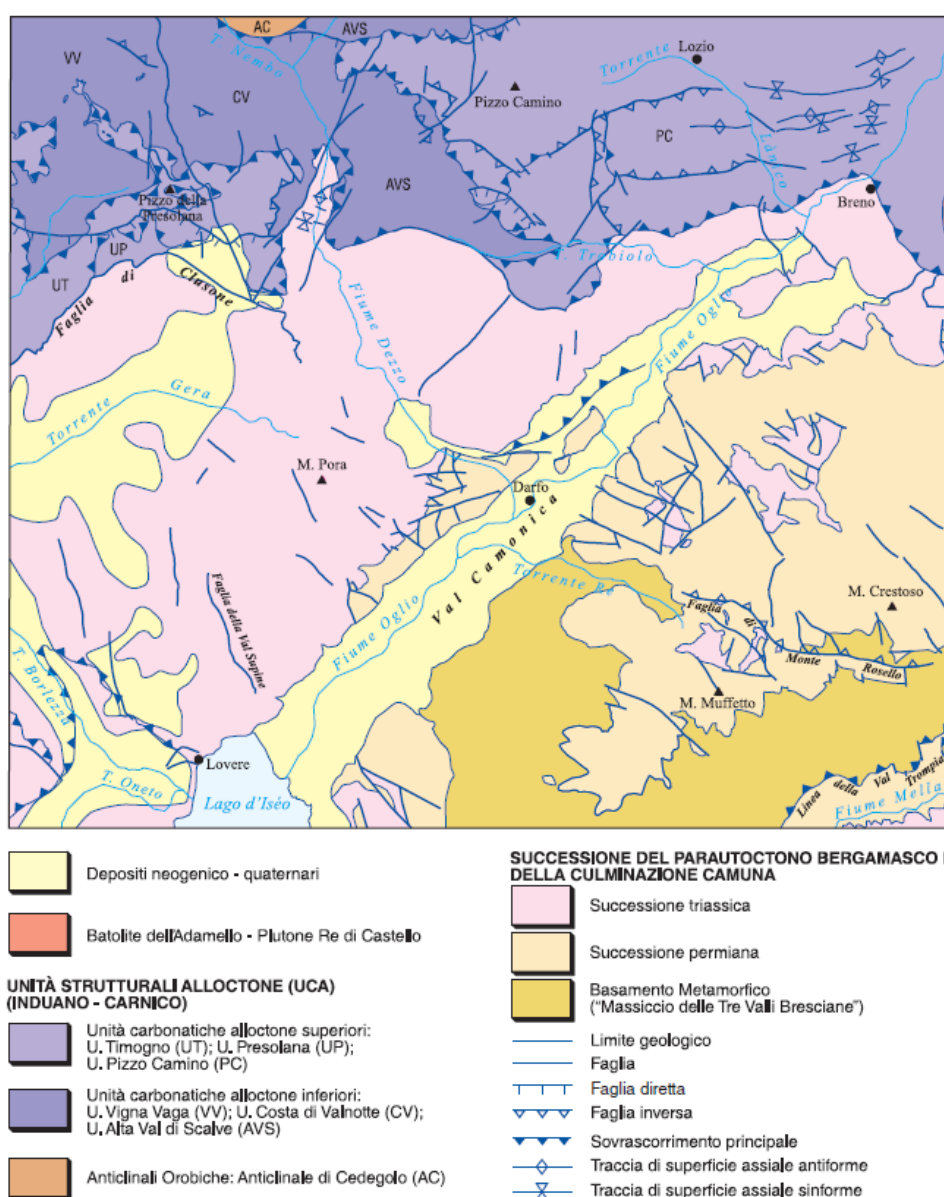 AC
AVS
T. Nembo
VV
CV
Lozio
Torrente
Pizzo Camino
PC
Lànico
AVS
Pizzo della
Presolana
Breno
UP
UT
Faglia di
Clusone
T. Trobiolo
Fiume Dezzo
Fiume Oglio
Torrente Gera
M. Pora
Darfo
Val Camonica
Torrente Re
Faglia della Val Supine
Fiume Oglio
M. Crestoso
Faglia di Monte Rosello
M. Muffetto
T. Borlezza
Lovere
T. Oneto
Lago d'Iséo
Linea della Val Trompia
Fiume Mella
Depositi neogenico - quaternari
Batolite dell'Adamello - Plutone Re di Castello
UNITÀ STRUTTURALI ALLOCTONE (UCA)
(INDUANO - CARNICO)
Unità carbonatiche alloctone superiori:
U. Timogno (UT); U. Presolana (UP);
U. Pizzo Camino (PC)
Unità carbonatiche alloctone inferiori:
U. Vigna Vaga (VV); U. Costa di Valnotte (CV);
U. Alta Val di Scalve (AVS)
Anticlinali Orobiche: Anticlinale di Cedegolo (AC)
SUCCESSIONE DEL PARAUTOCTONO BERGAMASCO
DELLA CULMINAZIONE CAMUNA
Successione triassica
Successione permiana
Basamento Metamorfico
("Massiccio delle Tre Valli Bresciane")
Limite geologico
Faglia
Faglia diretta
Faglia inversa
Sovrascorrimento principale
Traccia di superficie assiale antiforme
Traccia di superficie assiale sinforme